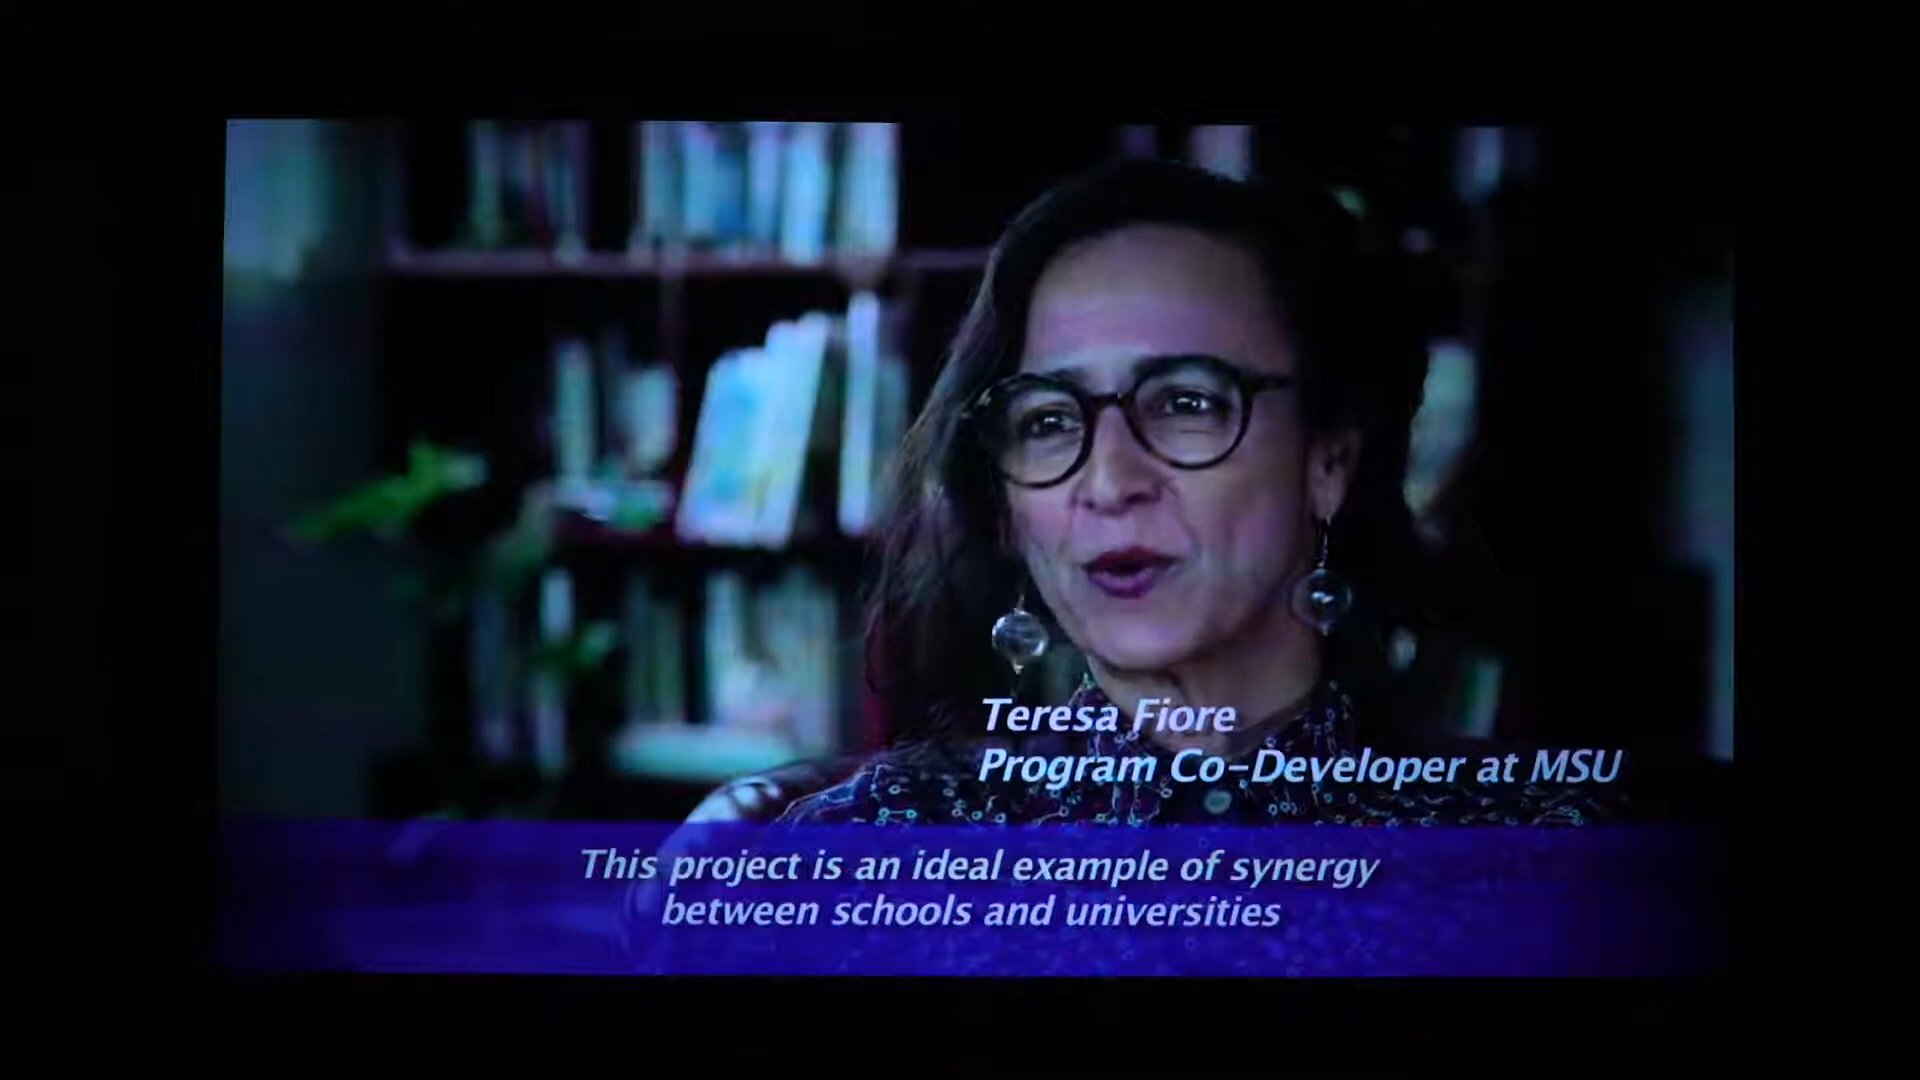 Teresa Fiore
Program Co-Developer at MSU
This project is an ideal example of synergy
between schools and universities